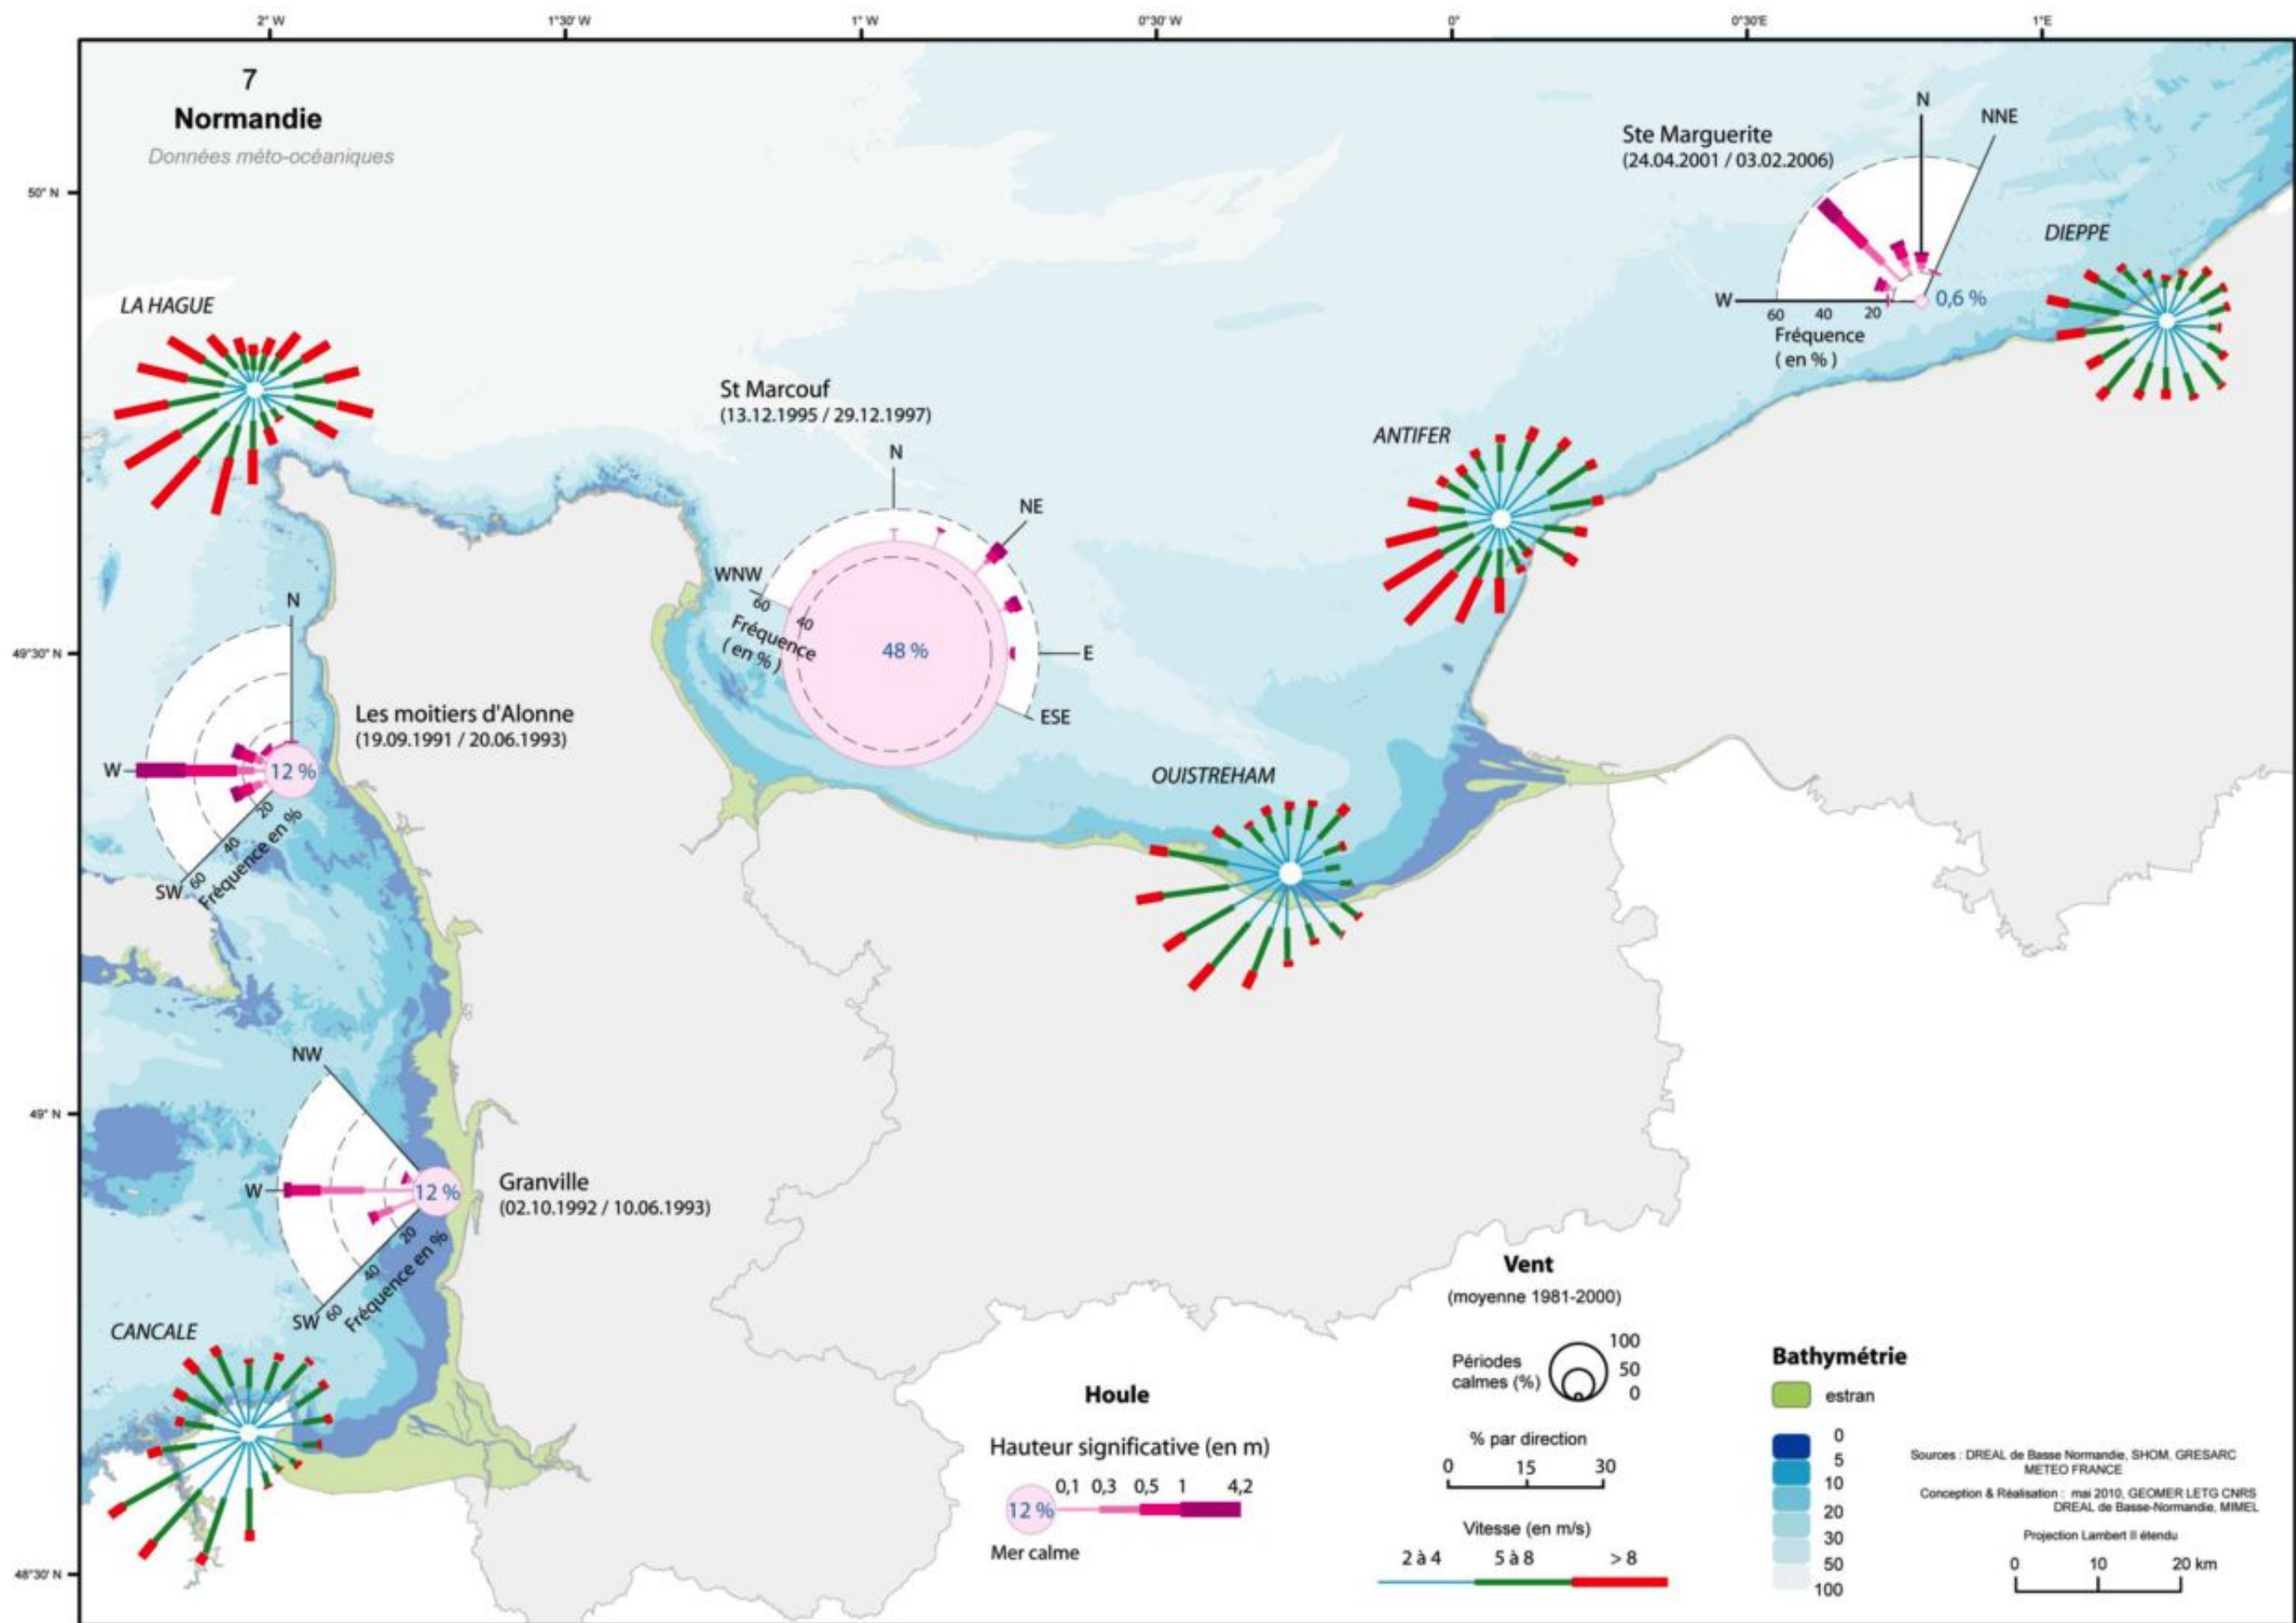 2° W
1°30' W
1° W
0°30' W
0°
0°30'E
1°E
7
Normandie
Données méto-océaniques
50° N
49°30' N
49° N
48°30' N
Ste Marguerite
(24.04.2001 / 03.02.2006)
N
NNE
W
60 40 20
0,6 %
Fréquence
( en % )
DIEPPE
LA HAGUE
St Marcouf
(13.12.1995 / 29.12.1997)
N
NE
WNW
60
40
Fréquence
( en % )
48 %
E
ESE
ANTIFER
N
Les moitiers d'Alonne
(19.09.1991 / 20.06.1993)
W
12 %
20
40
60
SW
Fréquence en %
OUISTREHAM
NW
W
12 %
Granville
(02.10.1992 / 10.06.1993)
20
40
60
SW
Fréquence en %
CANCALE
Houle
Hauteur significative (en m)
0,1 0,3 0,5 1 4,2
12 %
Mer calme
Vent
(moyenne 1981-2000)
Périodes
calmes (%)
100
50
0
% par direction
0 15 30
Vitesse (en m/s)
2 à 4 5 à 8 > 8
Bathymétrie
estran
0
5
10
20
30
50
100
Sources : DREAL de Basse Normandie, SHOM, GRESARC
METEO FRANCE
Conception & Réalisation : mai 2010, GEOMER LETG CNRS
DREAL de Basse-Normandie, MIMEL
Projection Lambert II étendu
0 10 20 km